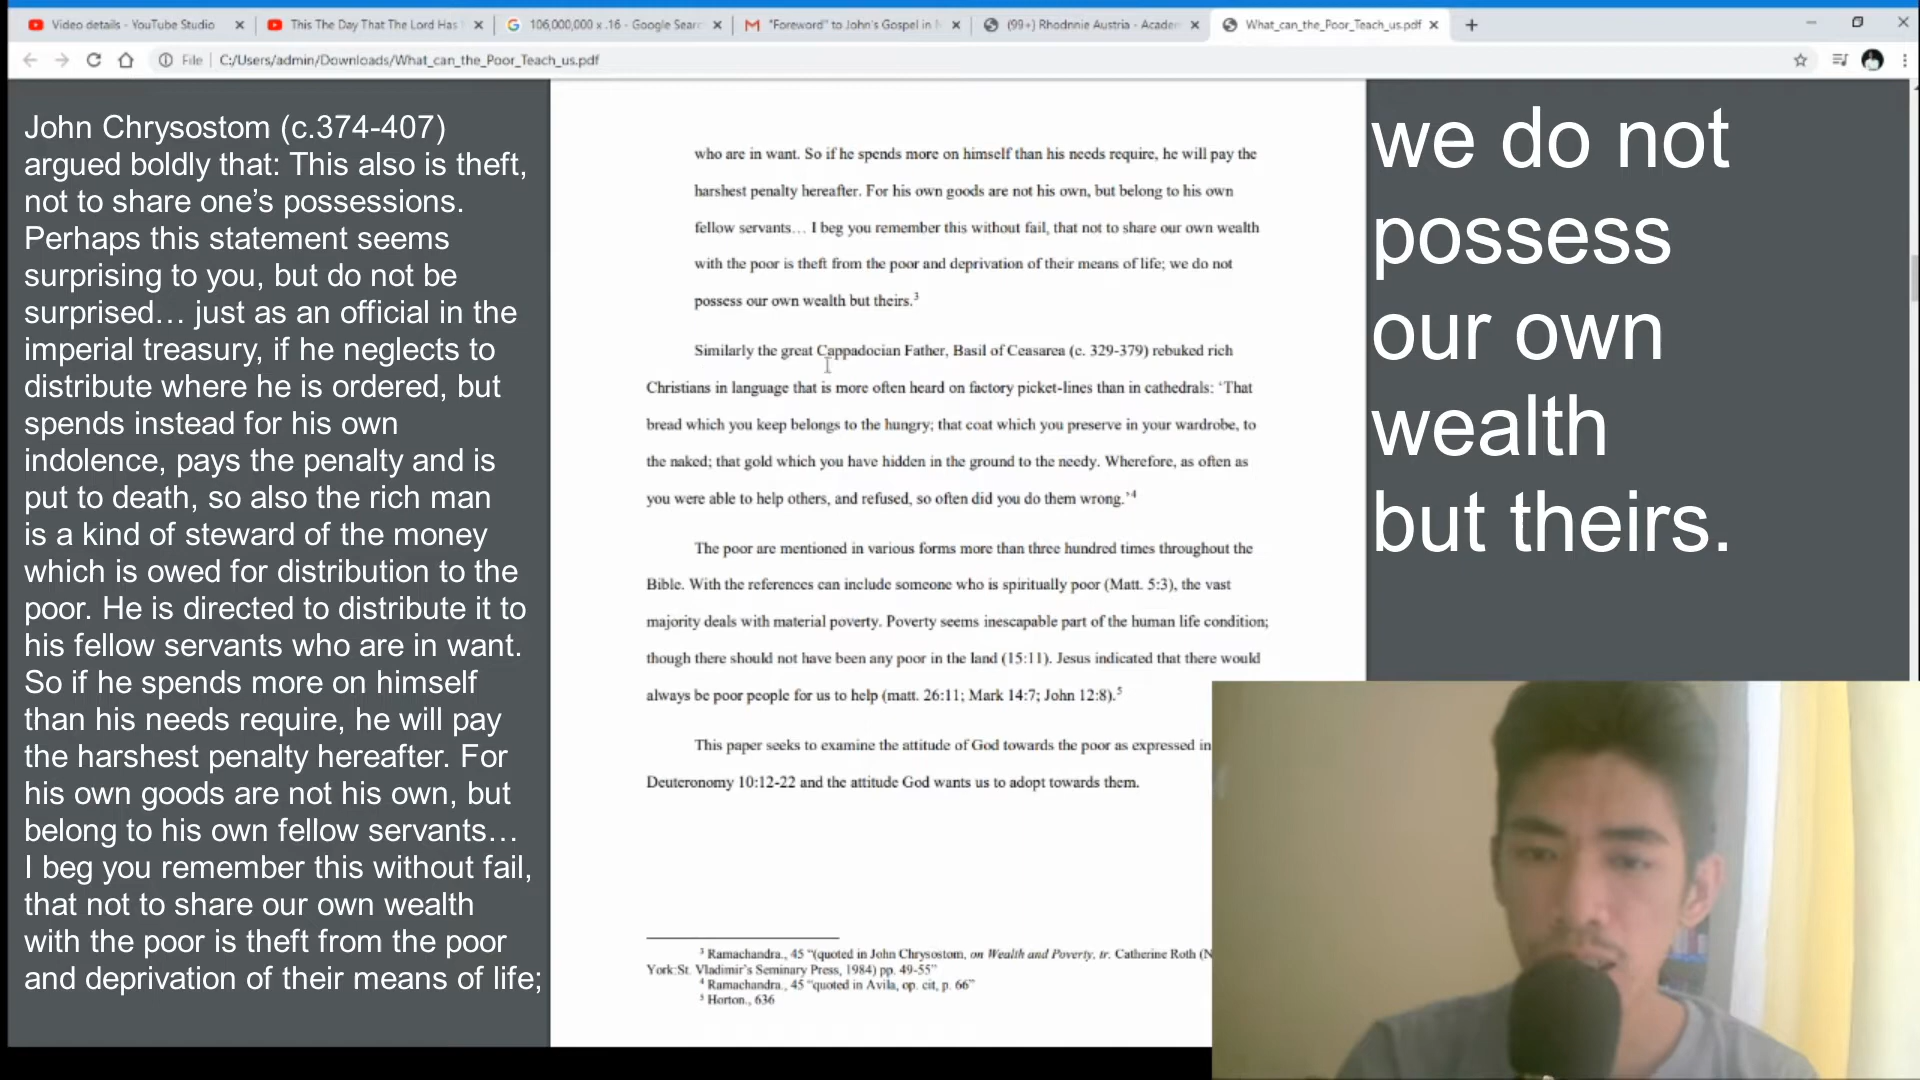 Video details - YouTube Studio
This The Day That The Lord Has
106,000,000 x .16 - Google Searc
"Foreword" to John's Gospel in
(99+) Rhodnnie Austria - Academ
What_can_the_Poor_Teach_us.pdf
File
C:/Users/admin/Downloads/What_can_the_Poor_Teach_us.pdf
John Chrysostom (c.374-407)
argued boldly that: This also is theft,
not to share one’s possessions.
Perhaps this statement seems
surprising to you, but do not be
surprised… just as an official in the
imperial treasury, if he neglects to
distribute where he is ordered, but
spends instead for his own
indolence, pays the penalty and is
put to death, so also the rich man
is a kind of steward of the money
which is owed for distribution to the
poor. He is directed to distribute it to
his fellow servants who are in want.
So if he spends more on himself
than his needs require, he will pay
the harshest penalty hereafter. For
his own goods are not his own, but
belong to his own fellow servants…
I beg you remember this without fail,
that not to share our own wealth
with the poor is theft from the poor
and deprivation of their means of life;
who are in want. So if he spends more on himself than his needs require, he will pay the
harshest penalty hereafter. For his own goods are not his own, but belong to his own
fellow servants… I beg you remember this without fail, that not to share our own wealth
with the poor is theft from the poor and deprivation of their means of life; we do not
possess our own wealth but theirs.³
Similarly the great Cappadocian Father, Basil of Ceasarea (c. 329-379) rebuked rich
Christians in language that is more often heard on factory picket-lines than in cathedrals: ‘That
bread which you keep belongs to the hungry; that coat which you preserve in your wardrobe, to
the naked; that gold which you have hidden in the ground to the needy. Wherefore, as often as
you were able to help others, and refused, so often did you do them wrong.’⁴
The poor are mentioned in various forms more than three hundred times throughout the
Bible. With the references can include someone who is spiritually poor (Matt. 5:3), the vast
majority deals with material poverty. Poverty seems inescapable part of the human life condition;
though there should not have been any poor in the land (15:11). Jesus indicated that there would
always be poor people for us to help (matt. 26:11; Mark 14:7; John 12:8).⁵
This paper seeks to examine the attitude of God towards the poor as expressed in
Deuteronomy 10:12-22 and the attitude God wants us to adopt towards them.
³ Ramachandra., 45 “(quoted in John Chrysostom, on Wealth and Poverty, tr. Catherine Roth (N
York:St. Vladimir’s Seminary Press, 1984) pp. 49-55”
⁴ Ramachandra., 45 “quoted in Avila, op. cit, p. 66”
⁵ Horton., 636
we do not
possess
our own
wealth
but theirs.